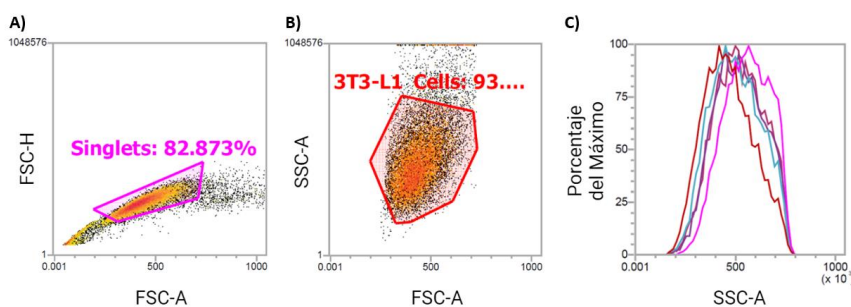 A)
1048576
FSC-H
Singlets: 82.873%
1
0.001
500
1000
FSC-A
B)
1048576
SSC-A
3T3-L1 Cells: 93....
1
0.001
500
1000
FSC-A
C)
Porcentaje
del Máximo
100
75
50
25
0
0.001
500
1000
(x 10
SSC-A